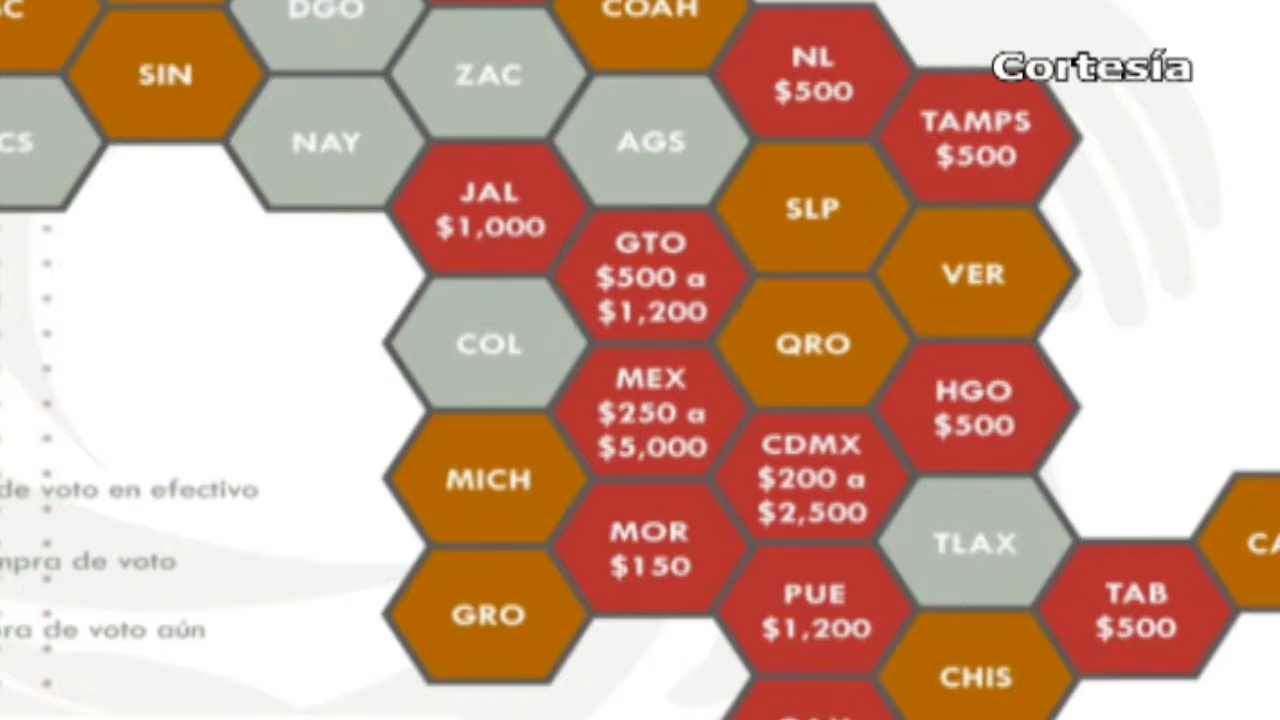 DGO
COAH
SIN
ZAC
NL
$500
Cortesía
TAMPS
$500
CS
NAY
AGS
JAL
$1,000
GTO
$500 a
$1,200
SLP
VER
COL
QRO
MEX
$250 a
$5,000
HGO
$500
CDMX
$200 a
$2,500
MICH
de voto en efectivo
MOR
$150
TLAX
CA
mpra de voto
PUE
$1,200
TAB
$500
GRO
ra de voto aún
CHIS